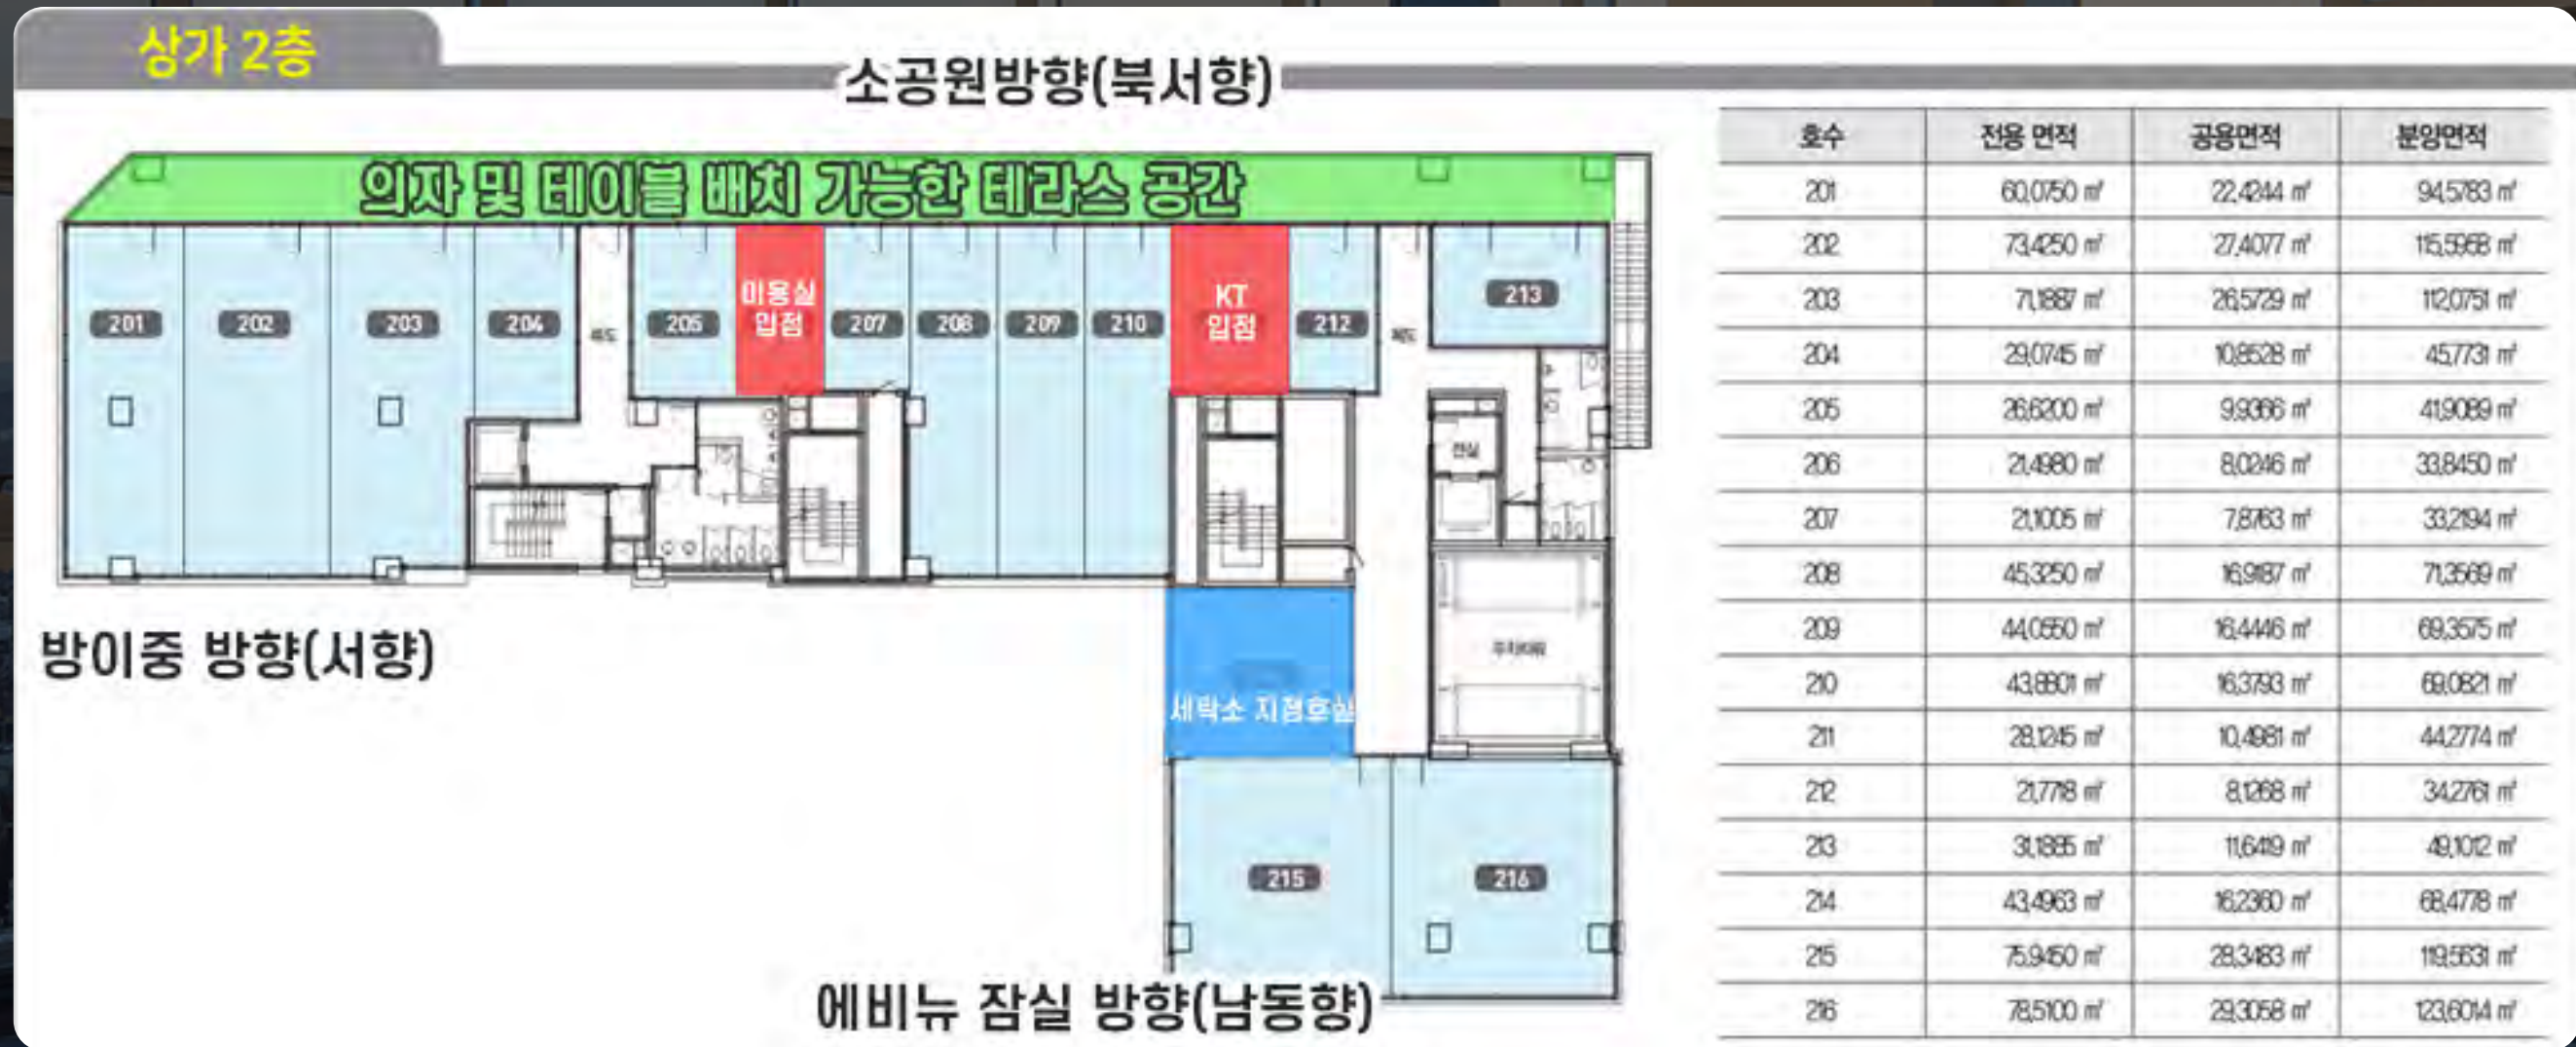 상가 2층
소공원방향(북서향)
의자 및 테이블 배치 가능한 테라스 공간
201
202
203
204
복도
205
미용실
입점
207
208
209
210
KT
입점
212
복도
213
전실
세탁소 지정호실
215
216
방이중 방향(서향)
에비뉴 잠실 방향(남동향)
호수 전용 면적 공용면적 분양면적
201 60.0750 ㎡ 22.4244 ㎡ 94.5783 ㎡
202 73.4250 ㎡ 27.4077 ㎡ 115.5968 ㎡
203 71.1887 ㎡ 26.5729 ㎡ 112.0751 ㎡
204 29.0745 ㎡ 10.8528 ㎡ 45.7731 ㎡
205 26.6200 ㎡ 9.9366 ㎡ 41.9089 ㎡
206 21.4980 ㎡ 8.0246 ㎡ 33.8450 ㎡
207 21.1005 ㎡ 7.8763 ㎡ 33.2194 ㎡
208 45.3250 ㎡ 16.9187 ㎡ 71.3569 ㎡
209 44.0550 ㎡ 16.4446 ㎡ 69.3575 ㎡
210 43.8801 ㎡ 16.3793 ㎡ 69.0821 ㎡
211 28.1245 ㎡ 10.4981 ㎡ 44.2774 ㎡
212 21.7718 ㎡ 8.1268 ㎡ 34.2761 ㎡
213 31.1885 ㎡ 11.6419 ㎡ 49.1012 ㎡
214 43.4963 ㎡ 16.2360 ㎡ 68.4778 ㎡
215 75.9450 ㎡ 28.3483 ㎡ 119.5631 ㎡
216 78.5100 ㎡ 29.3058 ㎡ 123.6014 ㎡